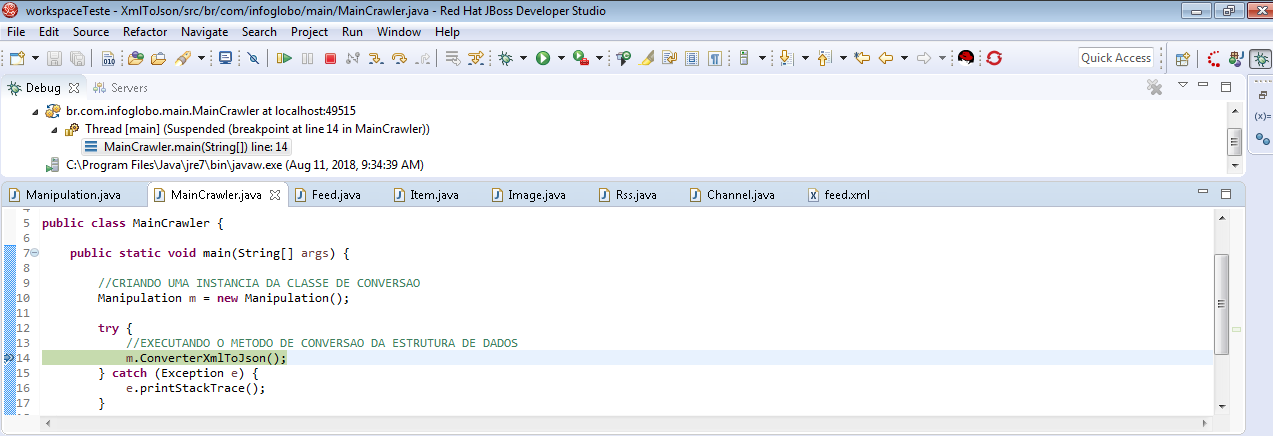 workspaceTeste - XmlToJson/src/br/com/infoglobo/main/MainCrawler.java - Red Hat JBoss Developer Studio
File Edit Source Refactor Navigate Search Project Run Window Help
010
Quick Access
Debug Servers
br.com.infoglobo.main.MainCrawler at localhost:49515
Thread [main] (Suspended (breakpoint at line 14 in MainCrawler))
MainCrawler.main(String[]) line: 14
C:\Program Files\Java\jre7\bin\javaw.exe (Aug 11, 2018, 9:34:39 AM)
(x)=
Manipulation.java MainCrawler.java Feed.java Item.java Image.java Rss.java Channel.java feed.xml
4
5 public class MainCrawler {
6
7 public static void main(String[] args) {
8
9 //CRIANDO UMA INSTANCIA DA CLASSE DE CONVERSAO
10 Manipulation m = new Manipulation();
11
12 try {
13 //EXECUTANDO O METODO DE CONVERSAO DA ESTRUTURA DE DADOS
14 m.ConverterXmlToJson();
15 } catch (Exception e) {
16 e.printStackTrace();
17 }